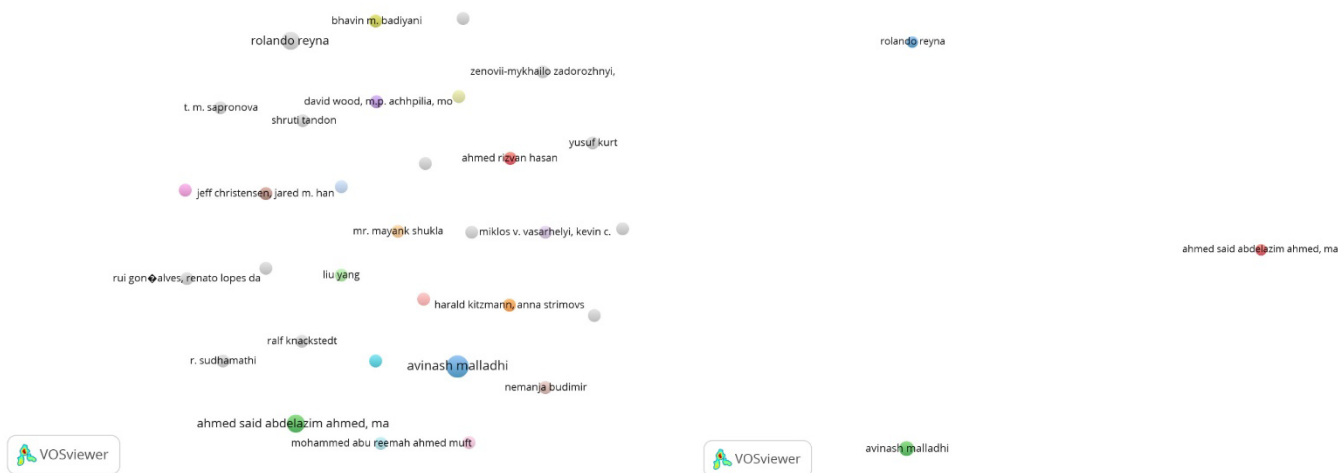 bhavin m. badiyani
rolando reyna
zenovii-mykhailo zadorozhnyi,
david wood, m.p. achhpilia, mo
t. m. sapronova
shruti tandon
yusuf kurt
ahmed rizvan hasan
jeff christensen, jared m. han
mr. mayank shukla
miklos v. vasarhelyi, kevin c.
rui gon�alves, renato lopes da
liu yang
harald kitzmann, anna strimovs
ralf knackstedt
r. sudhamathi
avinash malladhi
nemanja budimir
ahmed said abdelazim ahmed, ma
mohammed abu reemah ahmed muft
VOSviewer
rolando reyna
ahmed said abdelazim ahmed, ma
avinash malladhi
VOSviewer